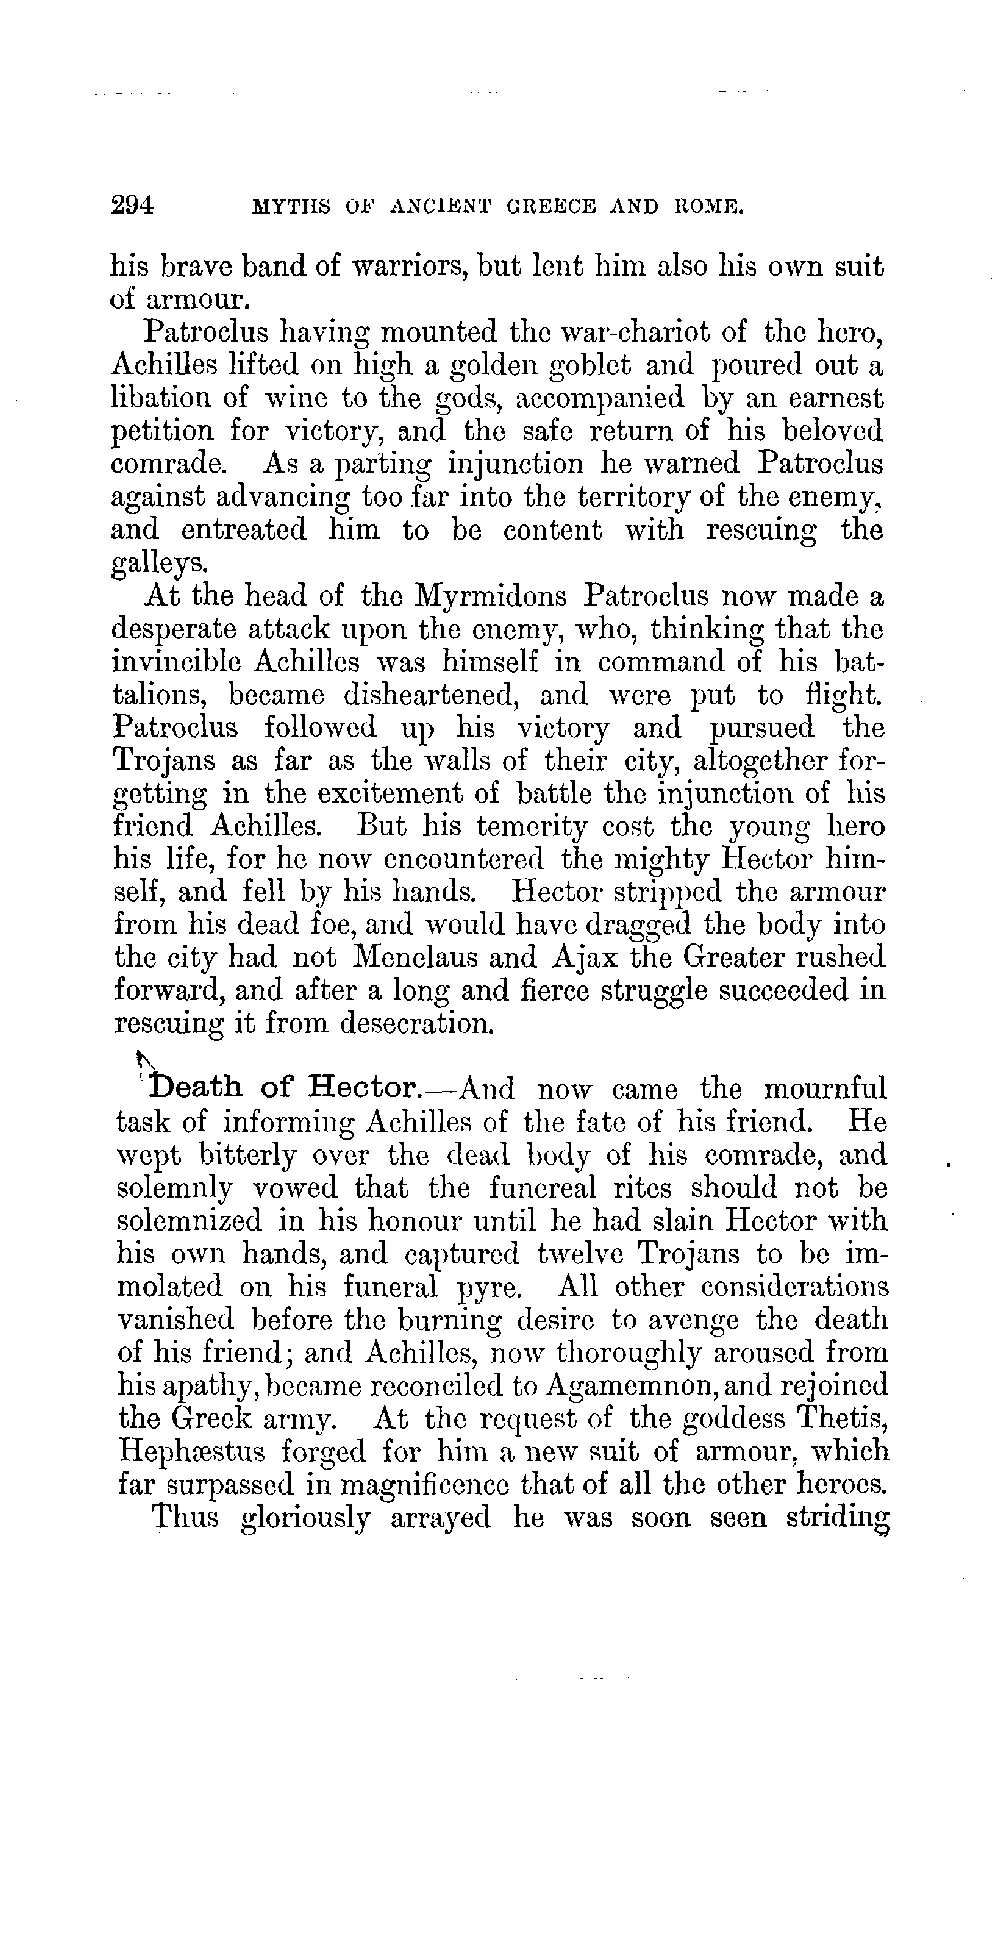 294 MYTHS OF ANCIENT GREECE AND ROME.
his brave band of warriors, but lent him also his own suit
of armour.
Patroclus having mounted the war-chariot of the hero,
Achilles lifted on high a golden goblet and poured out a
libation of wine to the gods, accompanied by an earnest
petition for victory, and the safe return of his beloved
comrade. As a parting injunction he warned Patroclus
against advancing too far into the territory of the enemy,
and entreated him to be content with rescuing the
galleys.
At the head of the Myrmidons Patroclus now made a
desperate attack upon the enemy, who, thinking that the
invincible Achilles was himself in command of his bat-
talions, became disheartened, and were put to flight.
Patroclus followed up his victory and pursued the
Trojans as far as the walls of their city, altogether for-
getting in the excitement of battle the injunction of his
friend Achilles. But his temerity cost the young hero
his life, for he now encountered the mighty Hector him-
self, and fell by his hands. Hector stripped the armour
from his dead foe, and would have dragged the body into
the city had not Menelaus and Ajax the Greater rushed
forward, and after a long and fierce struggle succeeded in
rescuing it from desecration.
Death of Hector.—And now came the mournful
task of informing Achilles of the fate of his friend. He
wept bitterly over the dead body of his comrade, and
solemnly vowed that the funereal rites should not be
solemnized in his honour until he had slain Hector with
his own hands, and captured twelve Trojans to be im-
molated on his funeral pyre. All other considerations
vanished before the burning desire to avenge the death
of his friend; and Achilles, now thoroughly aroused from
his apathy, became reconciled to Agamemnon, and rejoined
the Greek army. At the request of the goddess Thetis,
Hephæstus forged for him a new suit of armour, which
far surpassed in magnificence that of all the other heroes.
Thus gloriously arrayed he was soon seen striding